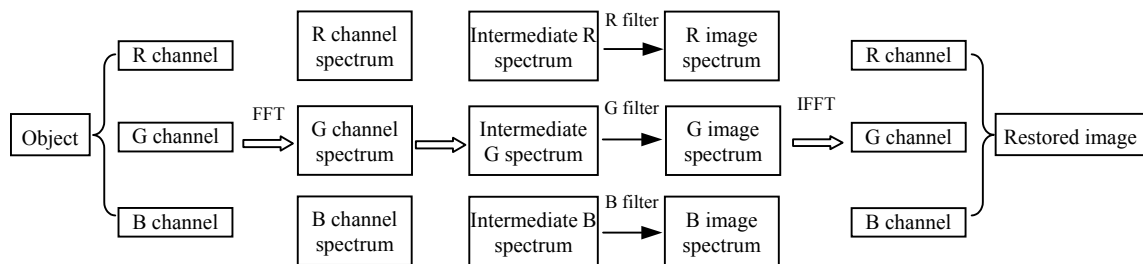 Object
R channel
G channel
B channel
FFT
R channel
spectrum
G channel
spectrum
B channel
spectrum
Intermediate R
spectrum
Intermediate
G spectrum
Intermediate B
spectrum
R filter
G filter
B filter
R image
spectrum
G image
spectrum
B image
spectrum
IFFT
R channel
G channel
B channel
Restored image